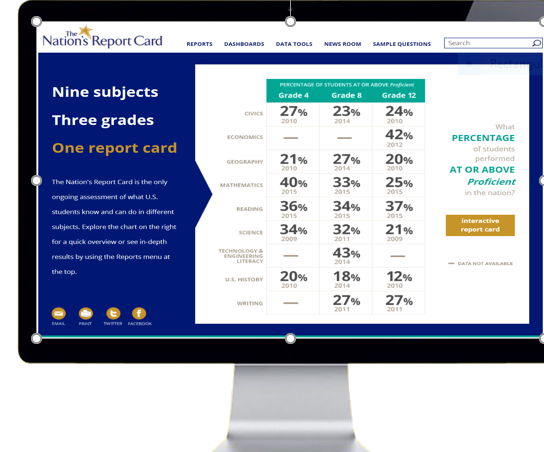 The
Nation's Report Card
REPORTS DASHBOARDS DATA TOOLS NEWS ROOM SAMPLE QUESTIONS Search
Nine subjects
Three grades
One report card
The Nation's Report Card is the only
ongoing assessment of what U.S.
students know and can do in different
subjects. Explore the chart on the right
for a quick overview or see in-depth
results by using the Reports menu at
the top.
EMAIL PRINT TWITTER FACEBOOK
PERCENTAGE OF STUDENTS AT OR ABOVE Proficient
Grade 4 Grade 8 Grade 12
CIVICS 27% 23% 24%
2010 2014 2010
ECONOMICS — — 42%
2012
GEOGRAPHY 21% 27% 20%
2010 2014 2010
MATHEMATICS 40% 33% 25%
2015 2015 2015
READING 36% 34% 37%
2015 2015 2015
SCIENCE 34% 32% 21%
2009 2011 2009
TECHNOLOGY &
ENGINEERING
LITERACY — 43% —
2014
U.S. HISTORY 20% 18% 12%
2010 2014 2010
WRITING — 27% 27%
2011 2011
What
PERCENTAGE
of students
performed
AT OR ABOVE
Proficient
in the nation?
interactive
report card
— DATA NOT AVAILABLE